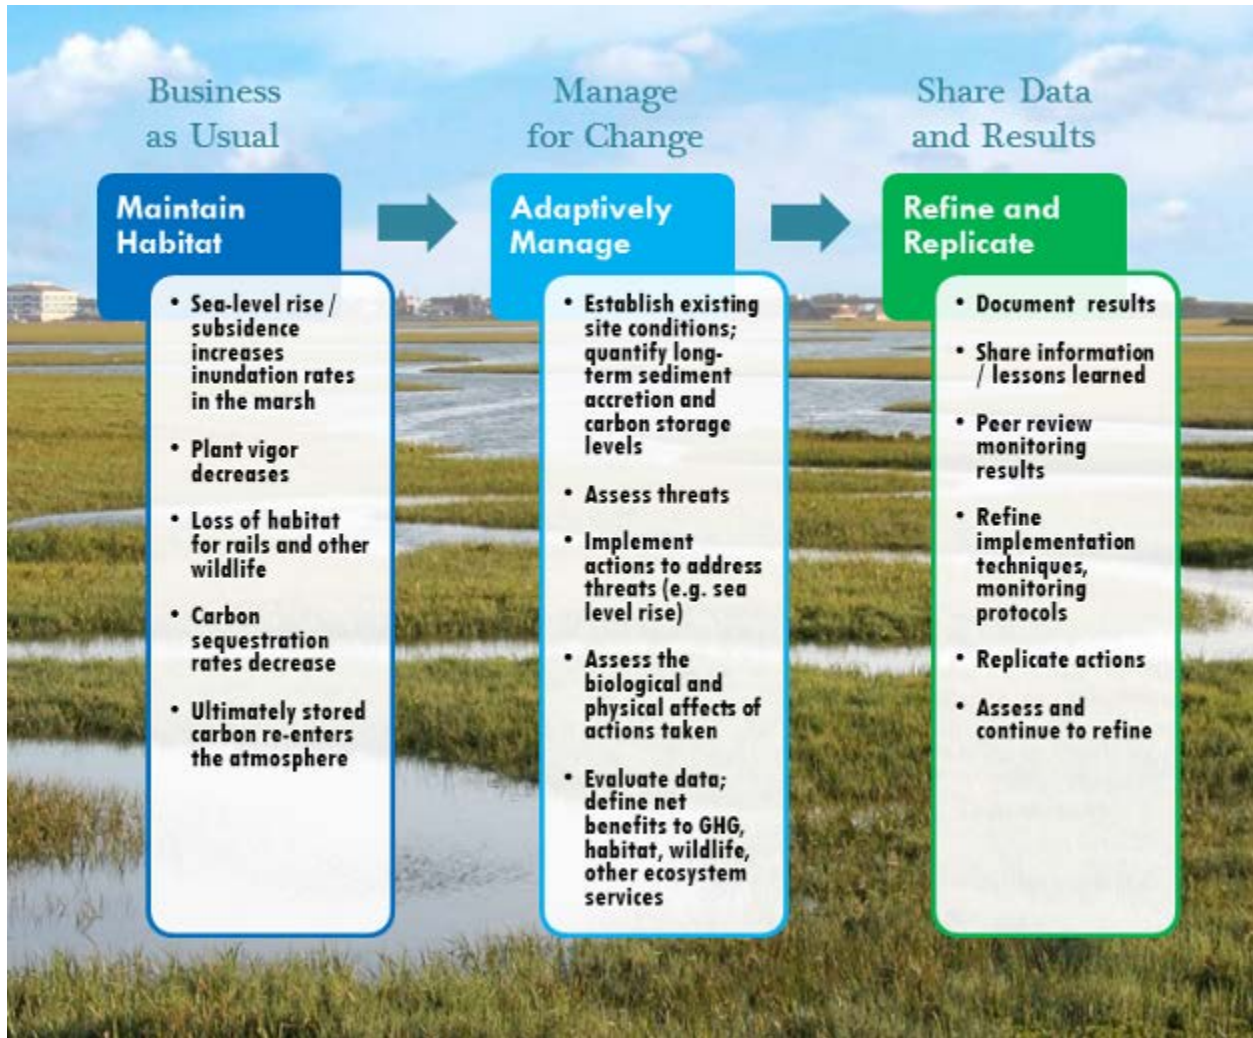 Business
as Usual
Maintain
Habitat
• Sea-level rise /
subsidence
increases
inundation rates
in the marsh
• Plant vigor
decreases
• Loss of habitat
for rails and other
wildlife
• Carbon
sequestration
rates decrease
• Ultimately stored
carbon re-enters
the atmosphere
Manage
for Change
Adaptively
Manage
• Establish existing
site conditions;
quantify long-
term sediment
accretion and
carbon storage
levels
• Assess threats
• Implement
actions to address
threats (e.g. sea
level rise)
• Assess the
biological and
physical affects of
actions taken
• Evaluate data;
define net
benefits to GHG,
habitat, wildlife,
other ecosystem
services
Share Data
and Results
Refine and
Replicate
• Document results
• Share information
/ lessons learned
• Peer review
monitoring
results
• Refine
implementation
techniques,
monitoring
protocols
• Replicate actions
• Assess and
continue to refine